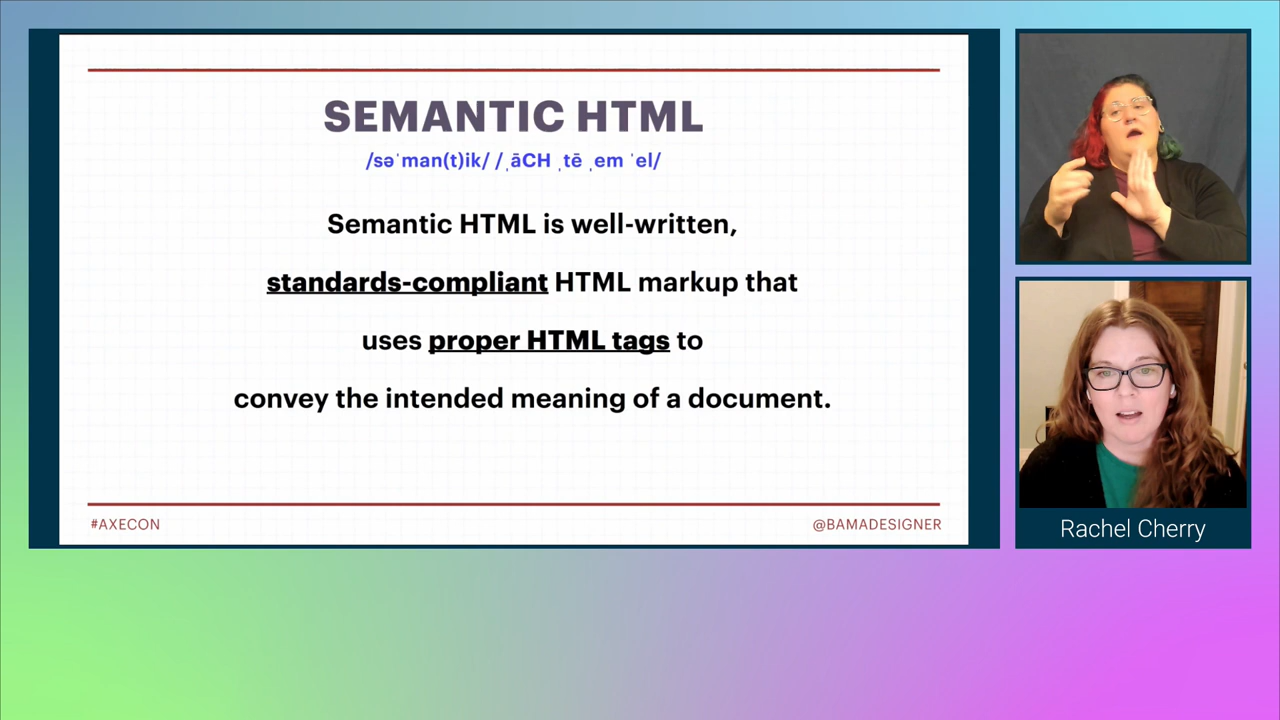 SEMANTIC HTML
/səˈman(t)ik/ /ˌāCH ˌtē ˌem ˈel/
Semantic HTML is well-written,
standards-compliant HTML markup that
uses proper HTML tags to
convey the intended meaning of a document.
#AXECON
@BAMADESIGNER
Rachel Cherry